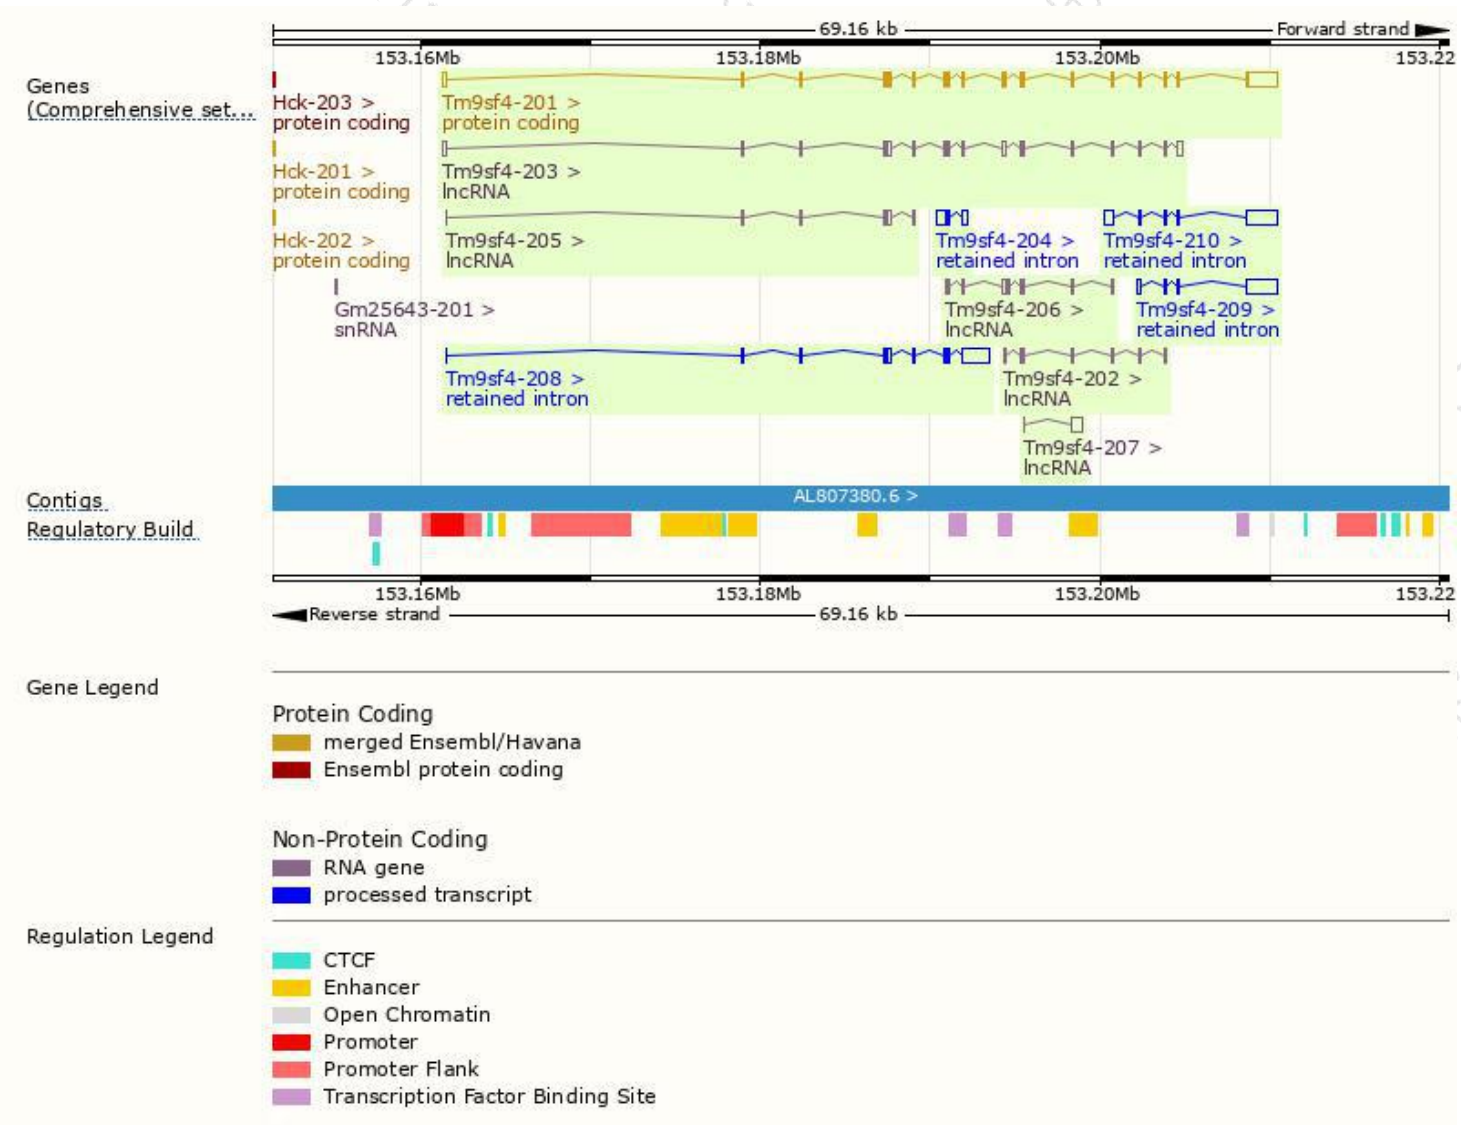 69.16 kb
Forward strand
153.16Mb 153.18Mb 153.20Mb 153.22
Genes
(Comprehensive set...
Hck-203 >
protein coding
Tm9sf4-201 >
protein coding
Hck-201 >
protein coding
Tm9sf4-203 >
lncRNA
Hck-202 >
protein coding
Tm9sf4-205 >
lncRNA
Tm9sf4-204 >
retained intron
Tm9sf4-210 >
retained intron
Gm25643-201 >
snRNA
Tm9sf4-206 >
lncRNA
Tm9sf4-209 >
retained intron
Tm9sf4-208 >
retained intron
Tm9sf4-202 >
lncRNA
Tm9sf4-207 >
lncRNA
Contigs
AL807380.6 >
Regulatory Build
153.16Mb 153.18Mb 153.20Mb 153.22
Reverse strand
69.16 kb
Gene Legend
Protein Coding
merged Ensembl/Havana
Ensembl protein coding
Non-Protein Coding
RNA gene
processed transcript
Regulation Legend
CTCF
Enhancer
Open Chromatin
Promoter
Promoter Flank
Transcription Factor Binding Site